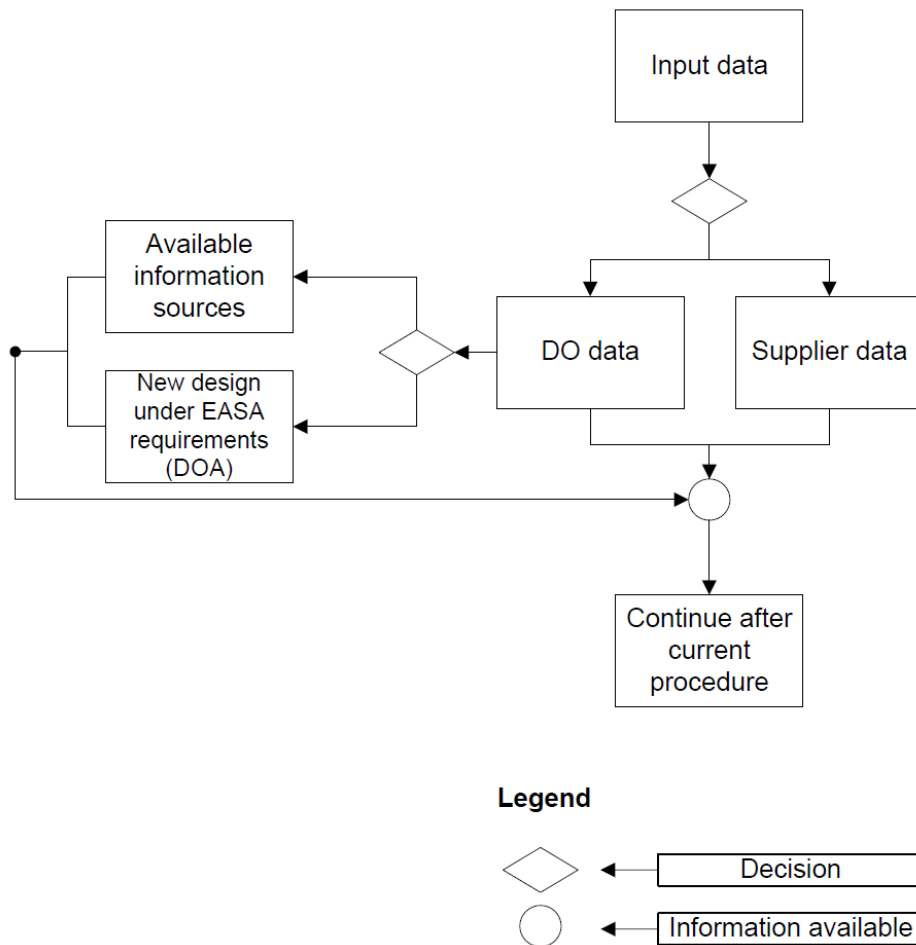 Input data
Available
information
sources
DO data
Supplier data
New design
under EASA
requirements
(DOA)
Continue after
current
procedure
Legend
Decision
Information available